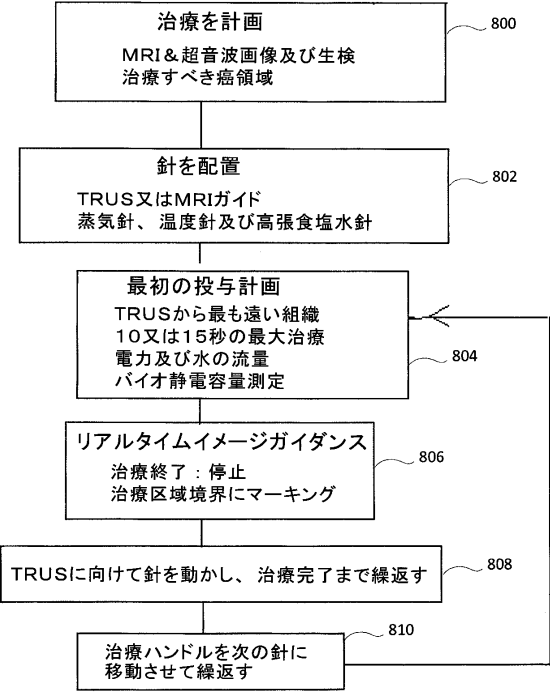 治療を計画
800
MRI＆超音波画像及び生検
治療すべき癌領域
針を配置
802
TRUS又はMRIガイド
蒸気針、温度針及び高張食塩水針
最初の投与計画
TRUSから最も遠い組織
10又は15秒の最大治療
電力及び水の流量
804
バイオ静電容量測定
リアルタイムイメージガイダンス
806
治療終了：停止
治療区域境界にマーキング
TRUSに向けて針を動かし、治療完了まで繰返す
808
810
治療ハンドルを次の針に
移動させて繰返す